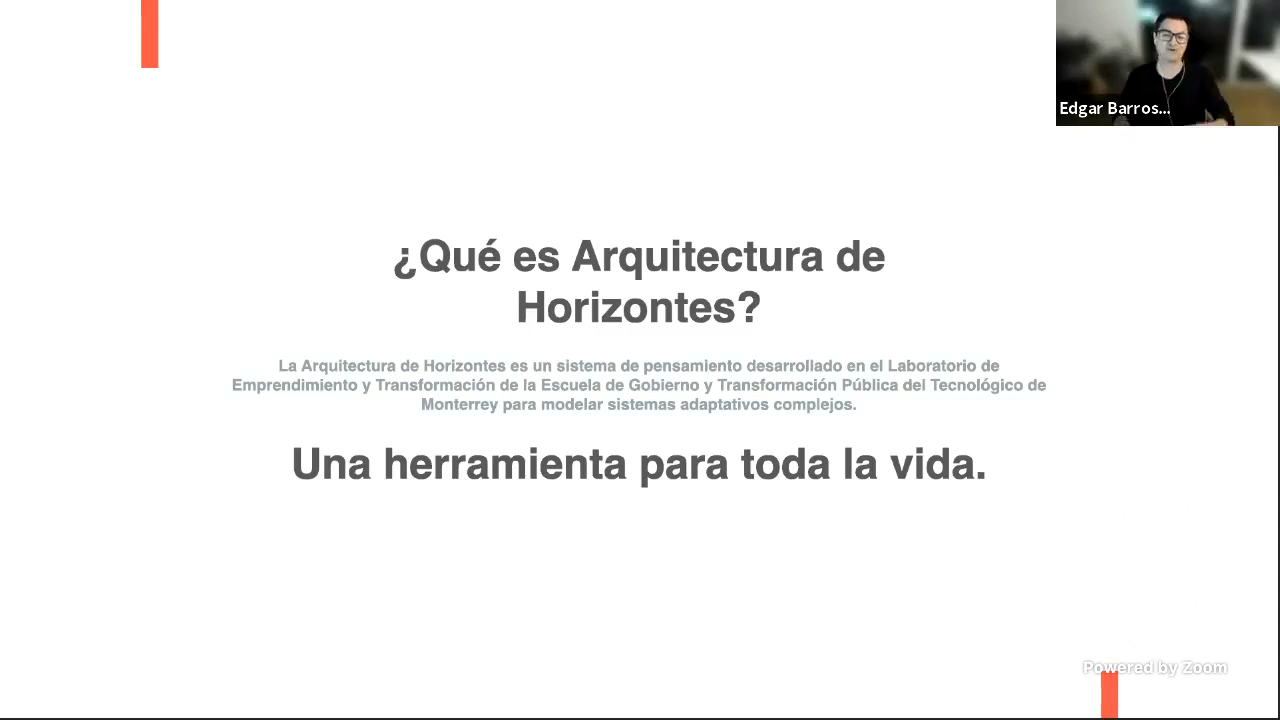 Edgar Barros...
¿Qué es Arquitectura de
Horizontes?
La Arquitectura de Horizontes es un sistema de pensamiento desarrollado en el Laboratorio de
Emprendimiento y Transformación de la Escuela de Gobierno y Transformación Pública del Tecnológico de
Monterrey para modelar sistemas adaptativos complejos.
Una herramienta para toda la vida.
Powered by Zoom